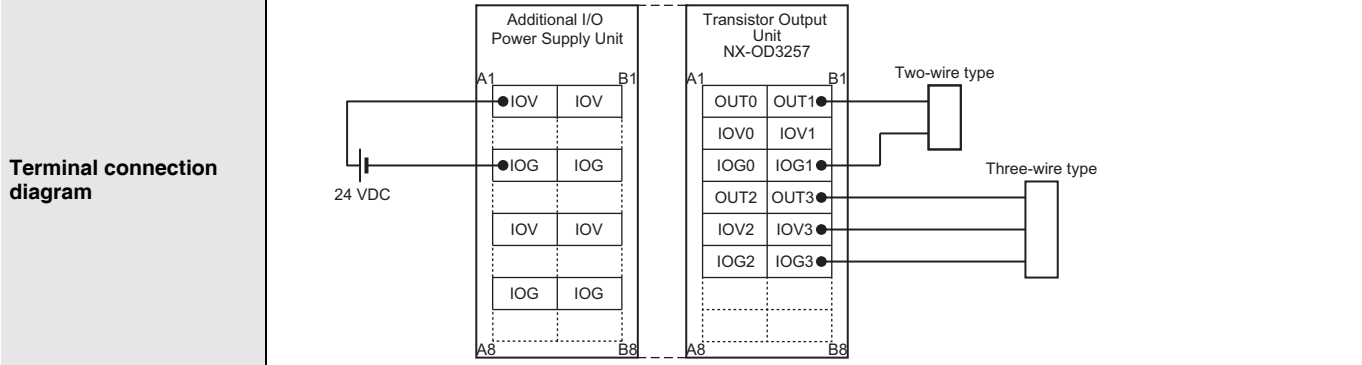 Terminal connection
diagram
Additional I/O
Power Supply Unit
A1 B1
IOV IOV
IOG IOG
IOV IOV
IOG IOG
A8 B8
24 VDC
Transistor Output
Unit
NX-OD3257
A1 B1
OUT0 OUT1
IOV0 IOV1
IOG0 IOG1
OUT2 OUT3
IOV2 IOV3
IOG2 IOG3
A8 B8
Two-wire type
Three-wire type